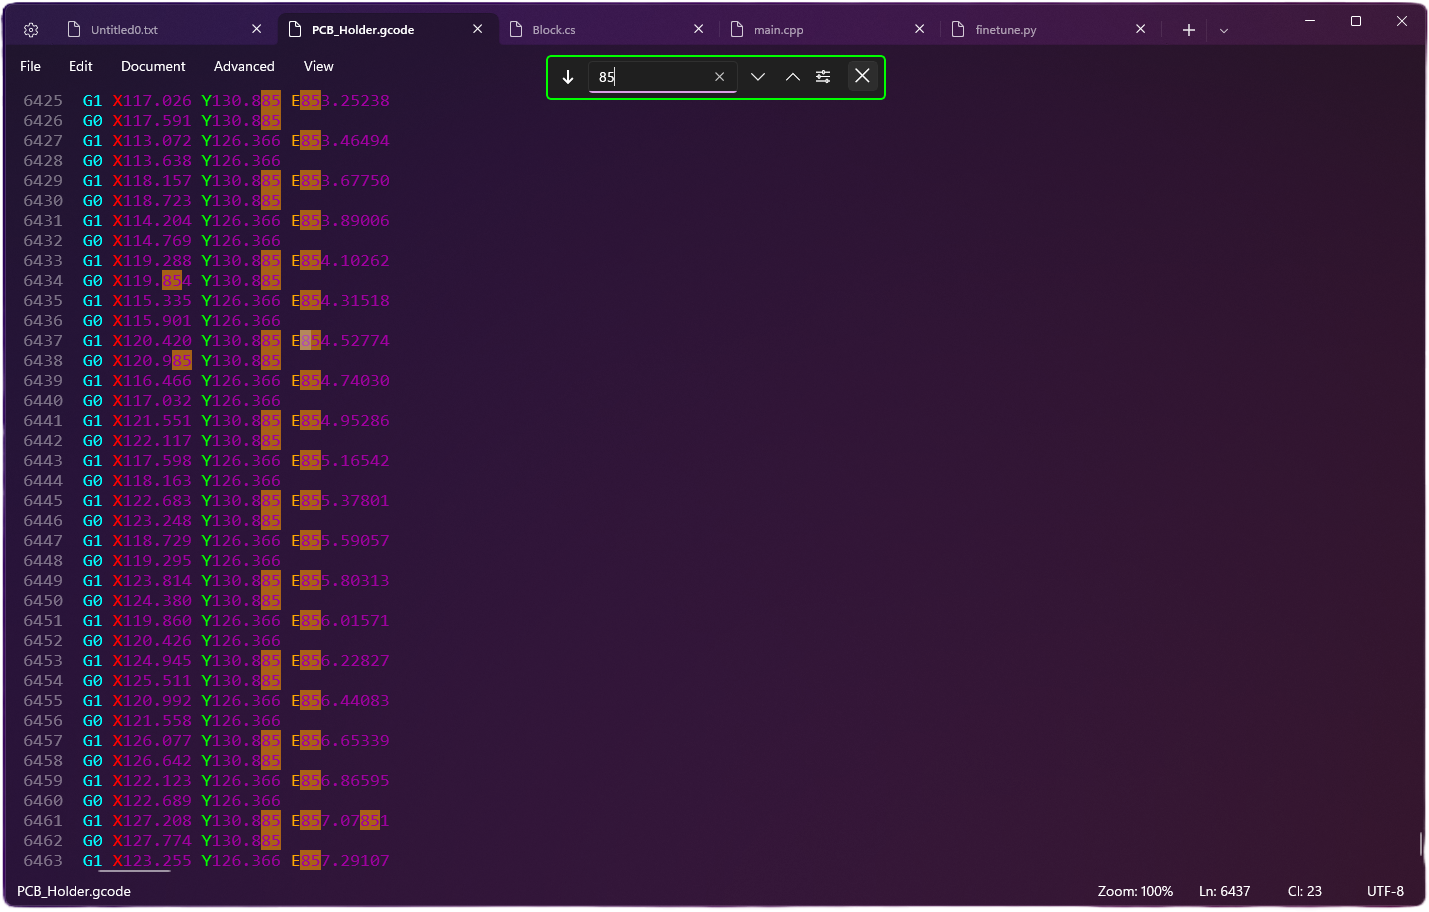 Untitled0.txt PCB_Holder.gcode Block.cs main.cpp finetune.py
File Edit Document Advanced View
85
6425 G1 X117.026 Y130.885 E853.25238
6426 G0 X117.591 Y130.885
6427 G1 X113.072 Y126.366 E853.46494
6428 G0 X113.638 Y126.366
6429 G1 X118.157 Y130.885 E853.67750
6430 G0 X118.723 Y130.885
6431 G1 X114.204 Y126.366 E853.89006
6432 G0 X114.769 Y126.366
6433 G1 X119.288 Y130.885 E854.10262
6434 G0 X119.854 Y130.885
6435 G1 X115.335 Y126.366 E854.31518
6436 G0 X115.901 Y126.366
6437 G1 X120.420 Y130.885 E854.52774
6438 G0 X120.985 Y130.885
6439 G1 X116.466 Y126.366 E854.74030
6440 G0 X117.032 Y126.366
6441 G1 X121.551 Y130.885 E854.95286
6442 G0 X122.117 Y130.885
6443 G1 X117.598 Y126.366 E855.16542
6444 G0 X118.163 Y126.366
6445 G1 X122.683 Y130.885 E855.37801
6446 G0 X123.248 Y130.885
6447 G1 X118.729 Y126.366 E855.59057
6448 G0 X119.295 Y126.366
6449 G1 X123.814 Y130.885 E855.80313
6450 G0 X124.380 Y130.885
6451 G1 X119.860 Y126.366 E856.01571
6452 G0 X120.426 Y126.366
6453 G1 X124.945 Y130.885 E856.22827
6454 G0 X125.511 Y130.885
6455 G1 X120.992 Y126.366 E856.44083
6456 G0 X121.558 Y126.366
6457 G1 X126.077 Y130.885 E856.65339
6458 G0 X126.642 Y130.885
6459 G1 X122.123 Y126.366 E856.86595
6460 G0 X122.689 Y126.366
6461 G1 X127.208 Y130.885 E857.07851
6462 G0 X127.774 Y130.885
6463 G1 X123.255 Y126.366 E857.29107
PCB_Holder.gcode Zoom: 100% Ln: 6437 Cl: 23 UTF-8